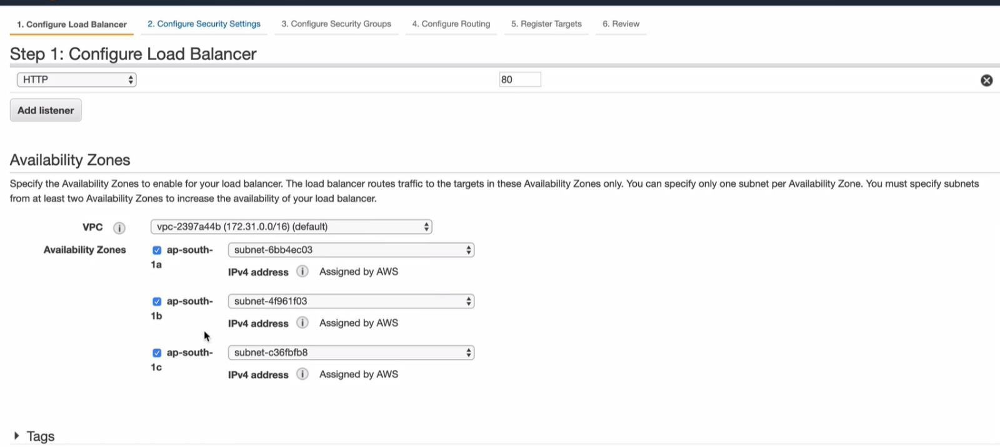 1. Configure Load Balancer 2. Configure Security Settings 3. Configure Security Groups 4. Configure Routing 5. Register Targets 6. Review
Step 1: Configure Load Balancer
HTTP 80
Add listener
Availability Zones
Specify the Availability Zones to enable for your load balancer. The load balancer routes traffic to the targets in these Availability Zones only. You can specify only one subnet per Availability Zone. You must specify subnets
from at least two Availability Zones to increase the availability of your load balancer.
VPC i vpc-2397a44b (172.31.0.0/16) (default)
Availability Zones ap-south- subnet-6bb4ec03
1a
IPv4 address i Assigned by AWS
ap-south- subnet-4f961f03
1b
IPv4 address i Assigned by AWS
ap-south- subnet-c36fbfb8
1c
IPv4 address i Assigned by AWS
Tags